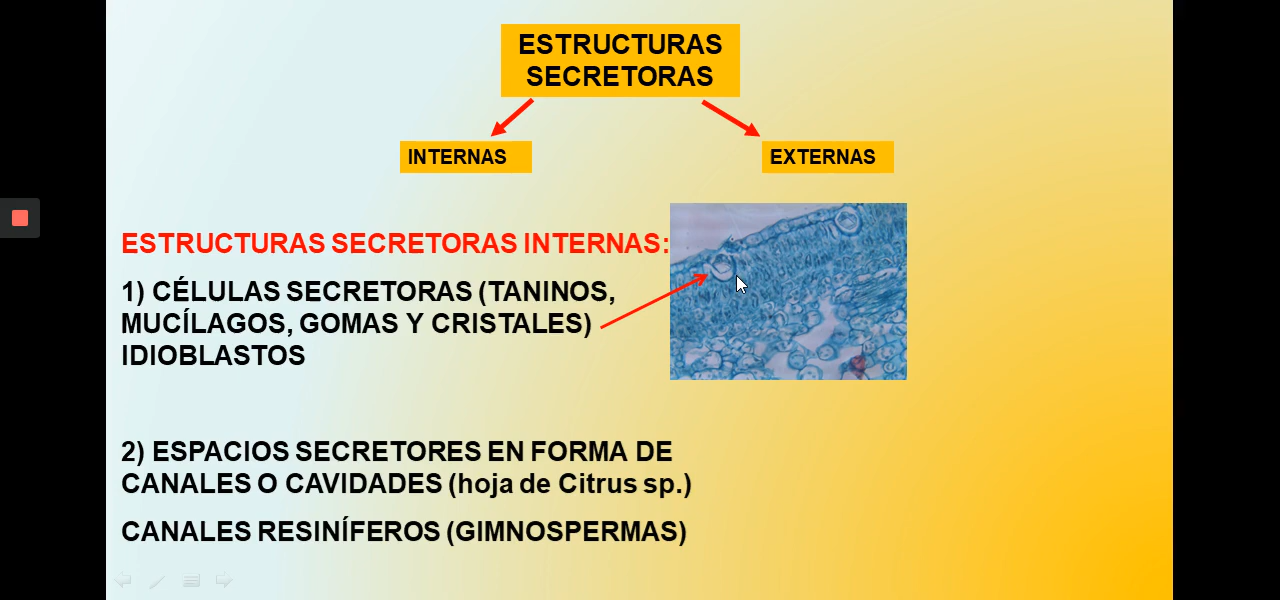 ESTRUCTURAS
SECRETORAS
INTERNAS
EXTERNAS
ESTRUCTURAS SECRETORAS INTERNAS:
1) CÉLULAS SECRETORAS (TANINOS,
MUCÍLAGOS, GOMAS Y CRISTALES)
IDIOBLASTOS
2) ESPACIOS SECRETORES EN FORMA DE
CANALES O CAVIDADES (hoja de Citrus sp.)
CANALES RESINÍFEROS (GIMNOSPERMAS)